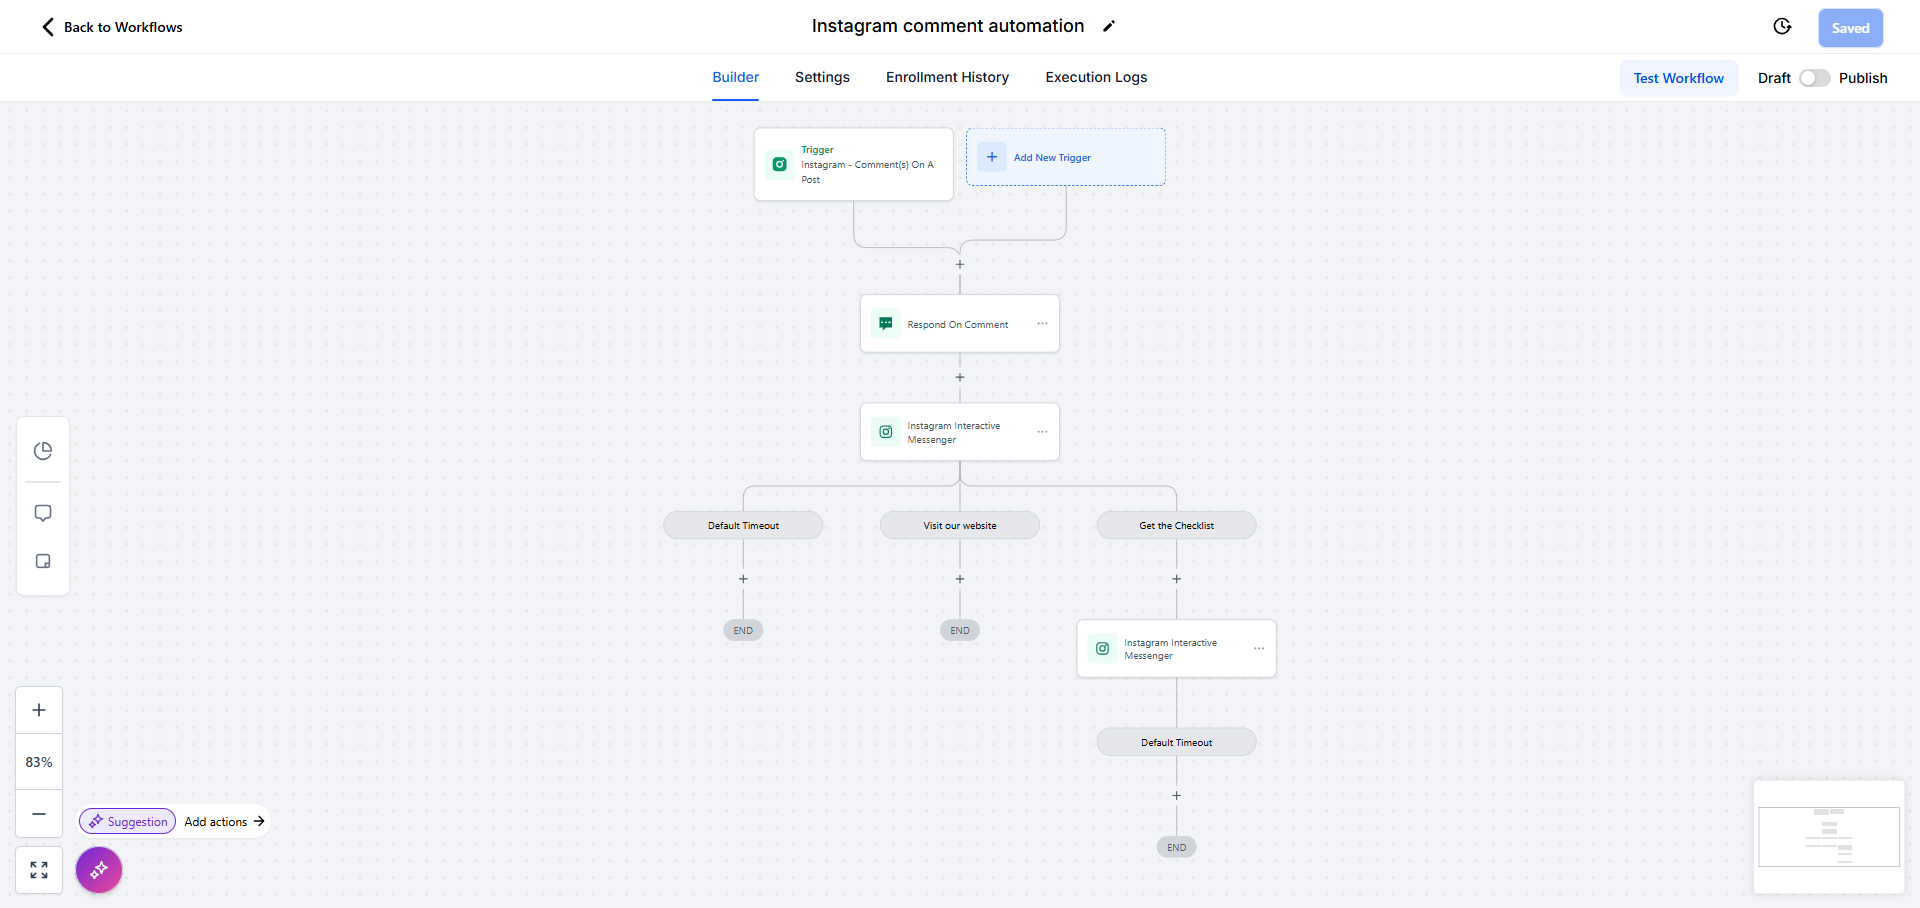 Back to Workflows
Instagram comment automation
Saved
Builder
Settings
Enrollment History
Execution Logs
Test Workflow
Draft
Publish
Trigger
Instagram - Comment(s) On A
Post
Add New Trigger
Respond On Comment
Instagram Interactive
Messenger
Default Timeout
Visit our website
Get the Checklist
END
END
Instagram Interactive
Messenger
Default Timeout
END
83%
Suggestion
Add actions